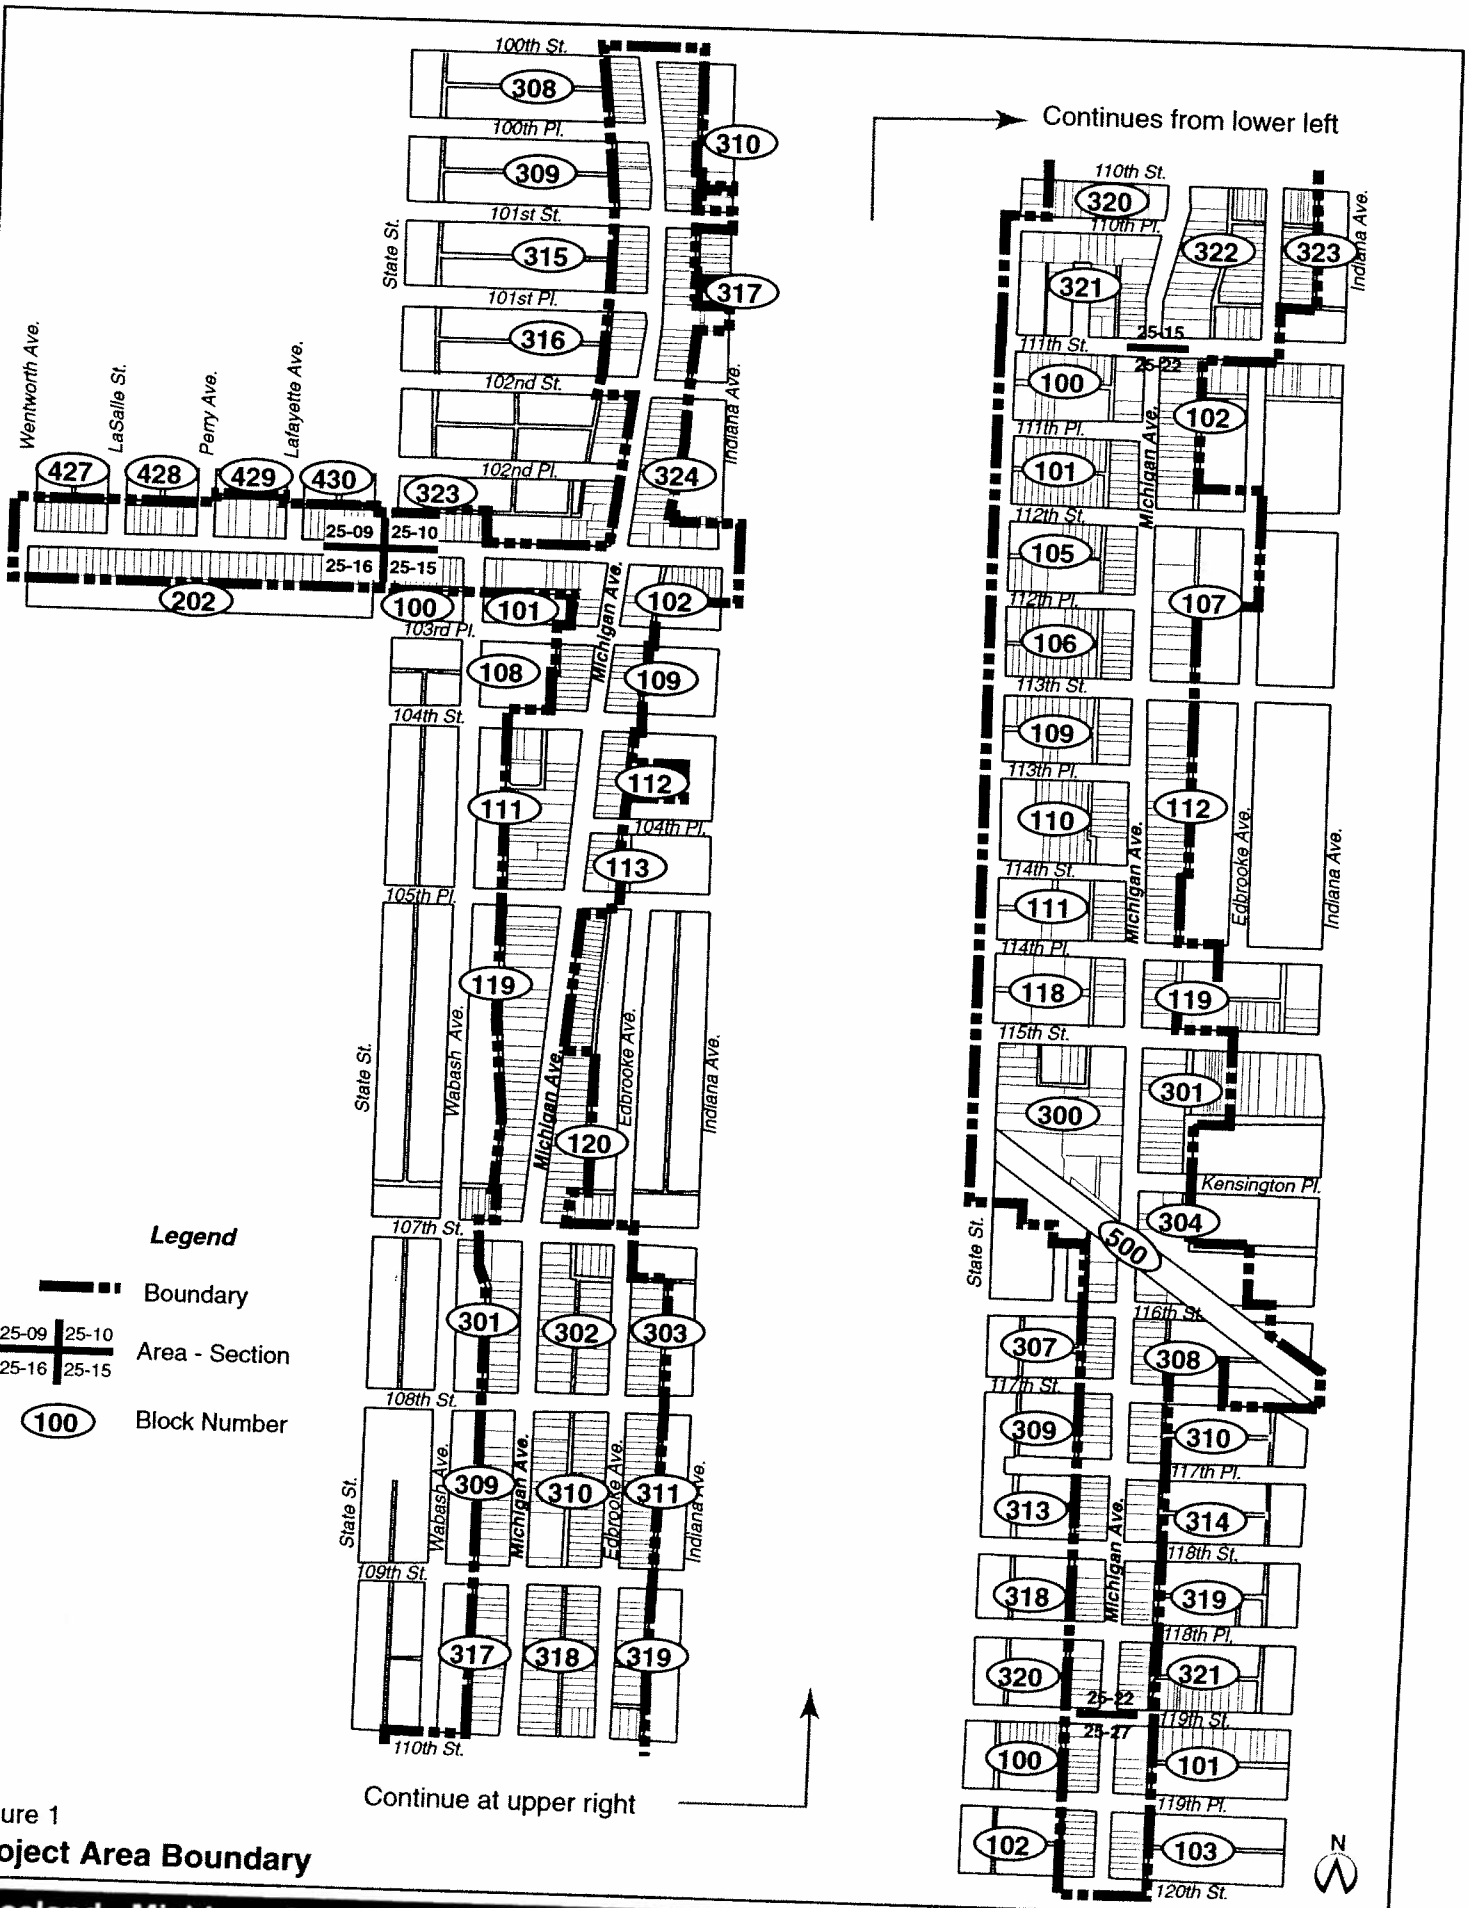 100th St.
308
100th Pl.
310
309
101st St.
State St.
315
101st Pl.
317
316
102nd St.
Indiana Ave.
Wentworth Ave.
LaSalle St.
Perry Ave.
Lafayette Ave.
102nd Pl.
324
427
428
429
430
323
25-09
25-10
25-16
25-15
202
100
101
102
Michigan Ave.
103rd Pl.
108
109
104th St.
111
112
104th Pl.
113
105th Pl.
119
State St.
Wabash Ave.
Michigan Ave.
Edbrooke Ave.
Indiana Ave.
120
107th St.
301
302
303
108th St.
State St.
Wabash Ave.
309
Michigan Ave.
310
Edbrooke Ave.
311
Indiana Ave.
109th St.
317
318
319
110th St.
Continue at upper right
Legend
Boundary
25-09
25-10
25-16
25-15
Area - Section
100
Block Number
ure 1
oject Area Boundary
Continues from lower left
110th St.
320
110th Pl.
322
323
Indiana Ave.
321
25-15
111th St.
25-22
100
102
111th Pl.
101
Michigan Ave.
112th St.
105
112th Pl.
107
106
113th St.
109
113th Pl.
110
112
Michigan Ave.
Edbrooke Ave.
Indiana Ave.
114th St.
111
114th Pl.
118
119
115th St.
301
300
Kensington Pl.
304
State St.
500
116th St.
307
308
117th St.
309
310
117th Pl.
313
314
Michigan Ave.
118th St.
318
319
118th Pl.
320
321
25-22
119th St.
25-27
100
101
119th Pl.
102
103
120th St.
N